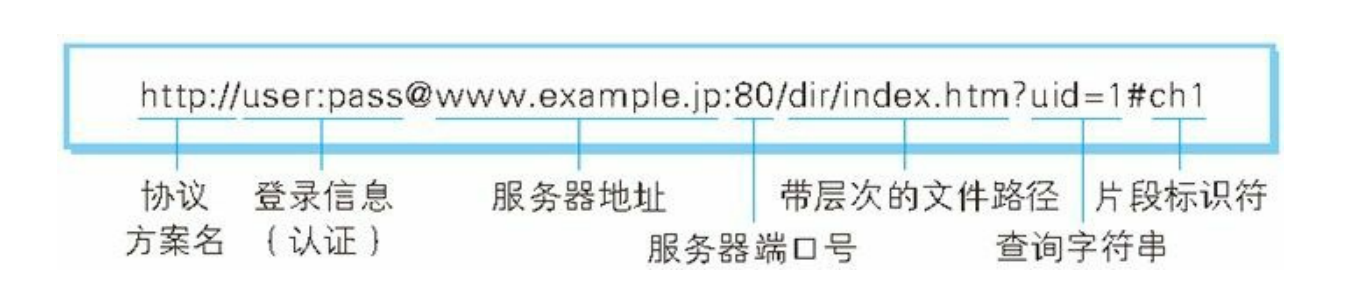 http://user:pass@www.example.jp:80/dir/index.htm?uid=1#ch1
协议
方案名
登录信息
（认证）
服务器地址
服务器端口号
带层次的文件路径
查询字符串
片段标识符